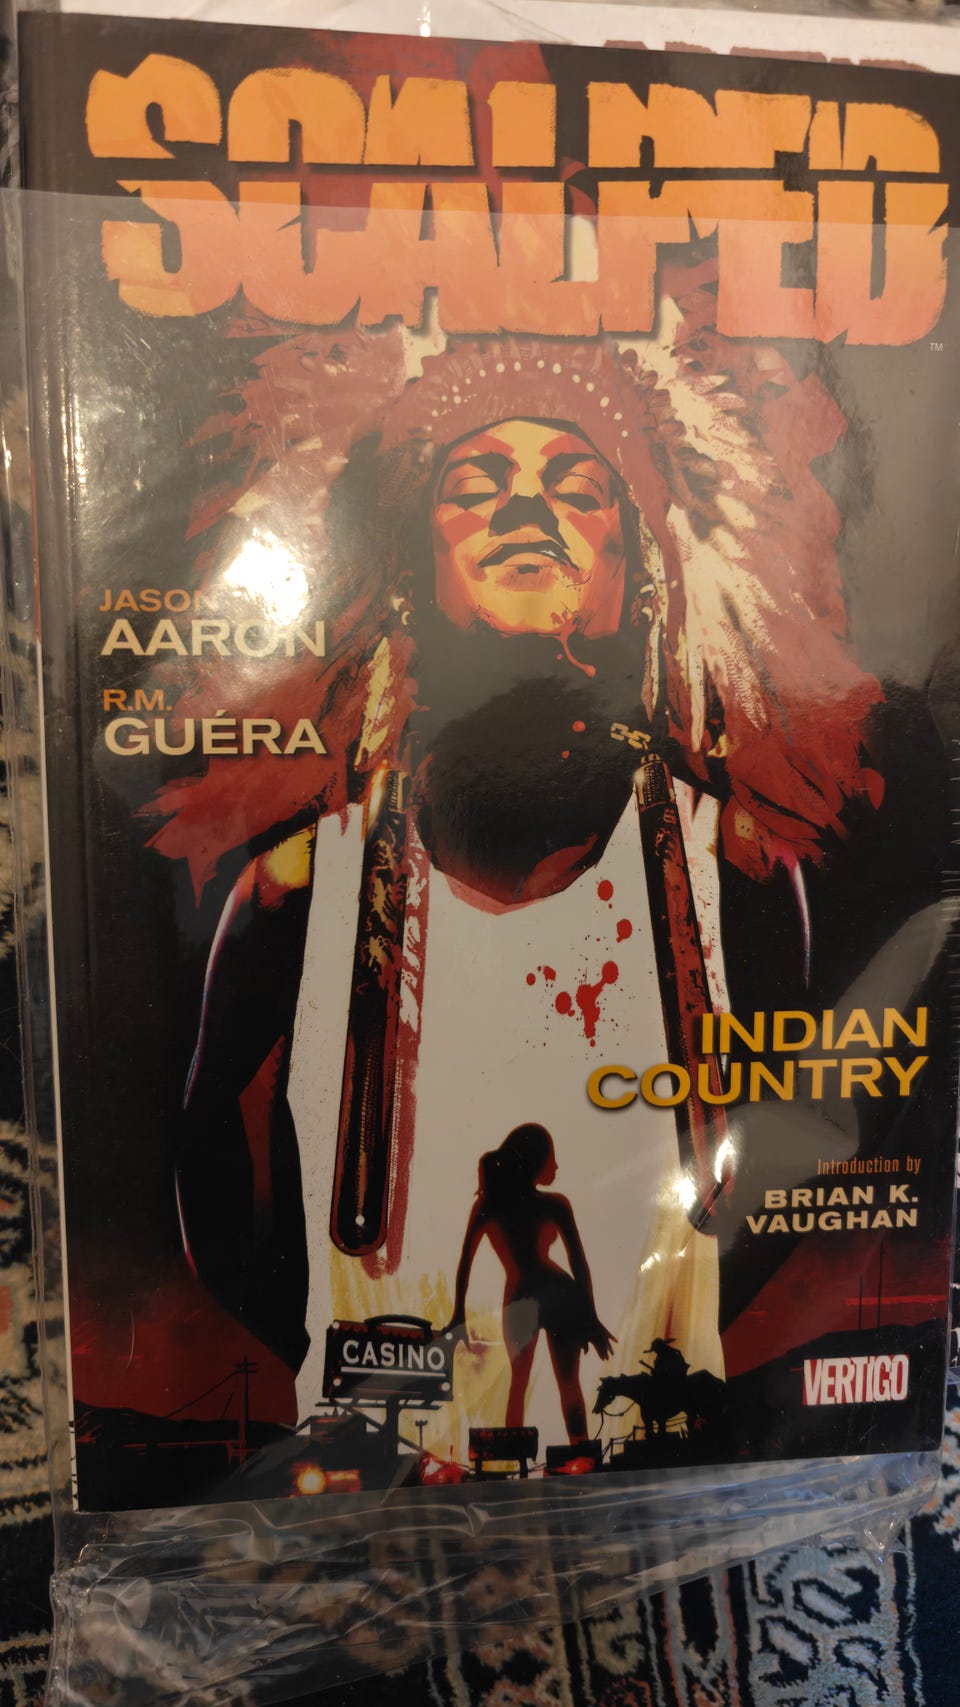 SCALPED
TM
JASON
AARON
R.M.
GUÉRA
INDIAN
COUNTRY
Introduction by
BRIAN K.
VAUGHAN
CASINO
VERTIGO